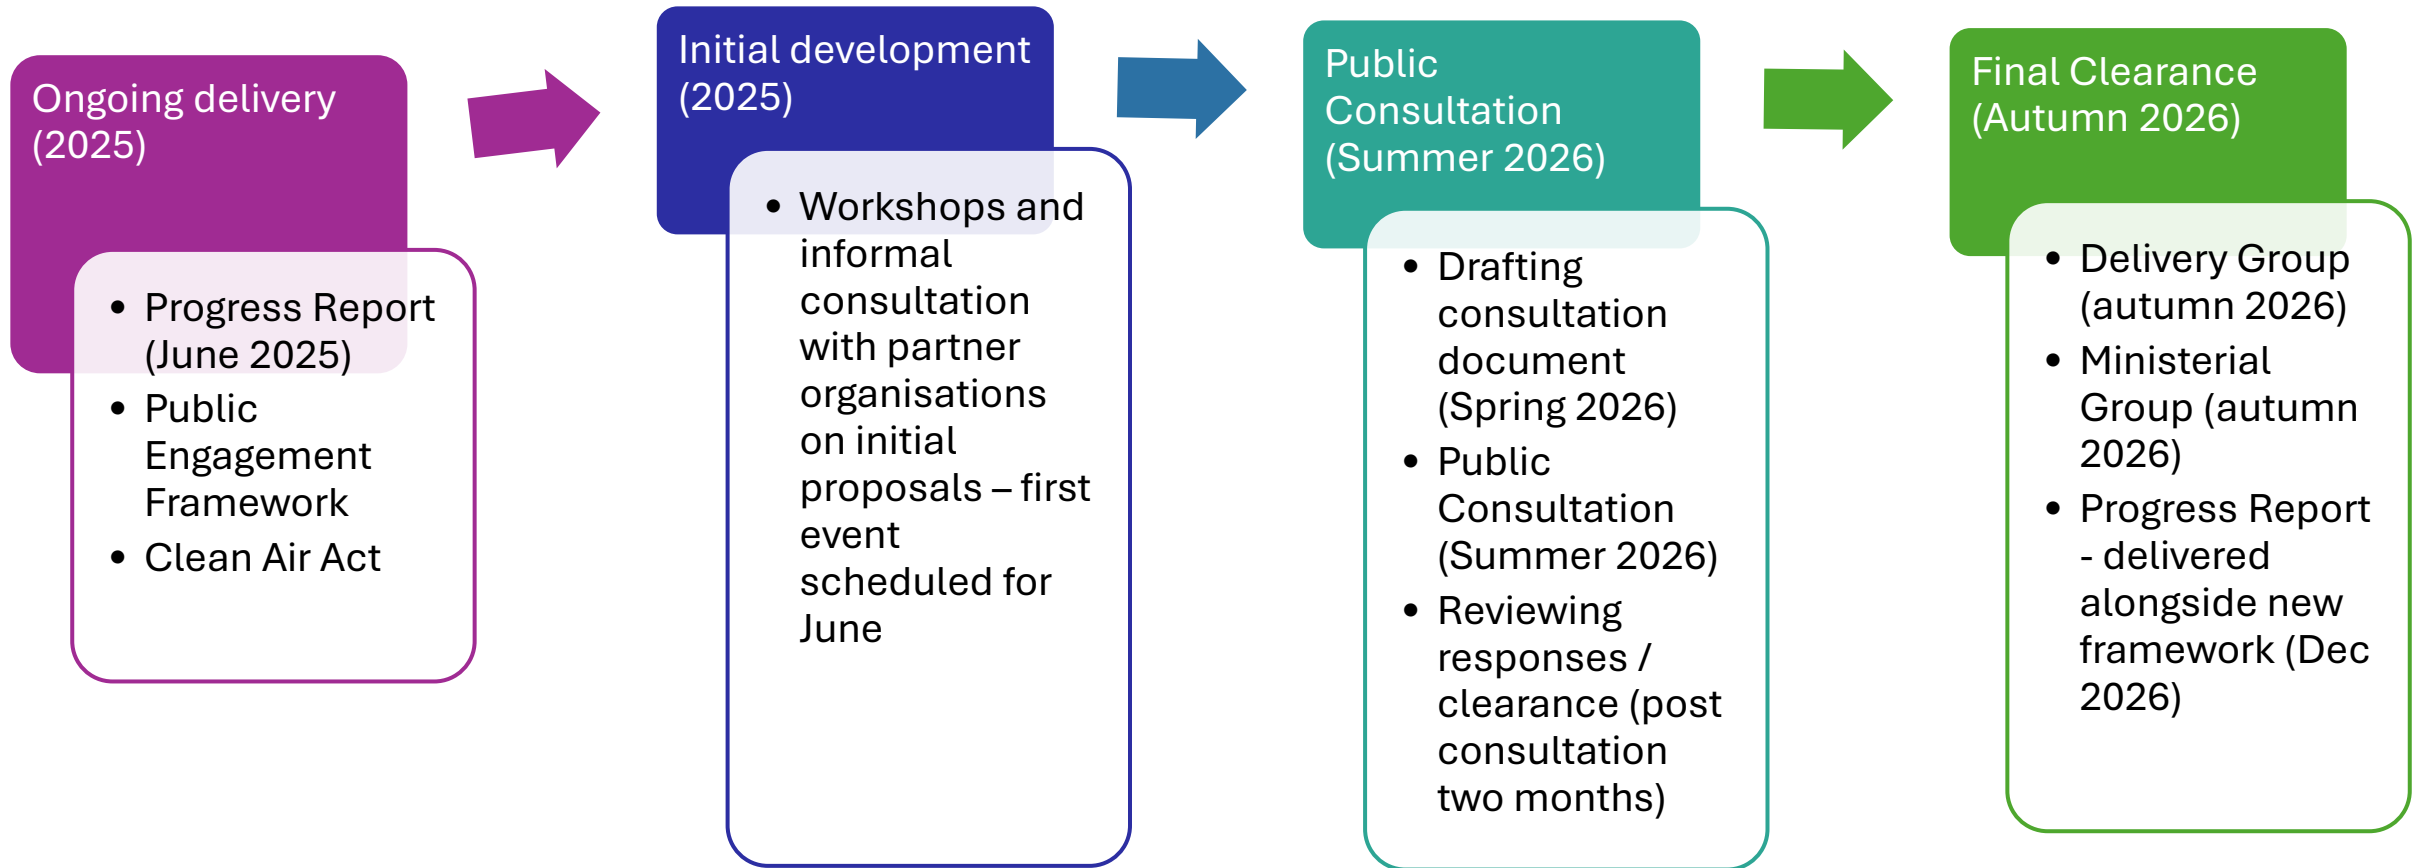 Ongoing delivery
(2025)
• Progress Report
(June 2025)
• Public
Engagement
Framework
• Clean Air Act
Initial development
(2025)
• Workshops and
informal
consultation
with partner
organisations
on initial
proposals – first
event
scheduled for
June
Public
Consultation
(Summer 2026)
• Drafting
consultation
document
(Spring 2026)
• Public
Consultation
(Summer 2026)
• Reviewing
responses /
clearance (post
consultation
two months)
Final Clearance
(Autumn 2026)
• Delivery Group
(autumn 2026)
• Ministerial
Group (autumn
2026)
• Progress Report
- delivered
alongside new
framework (Dec
2026)